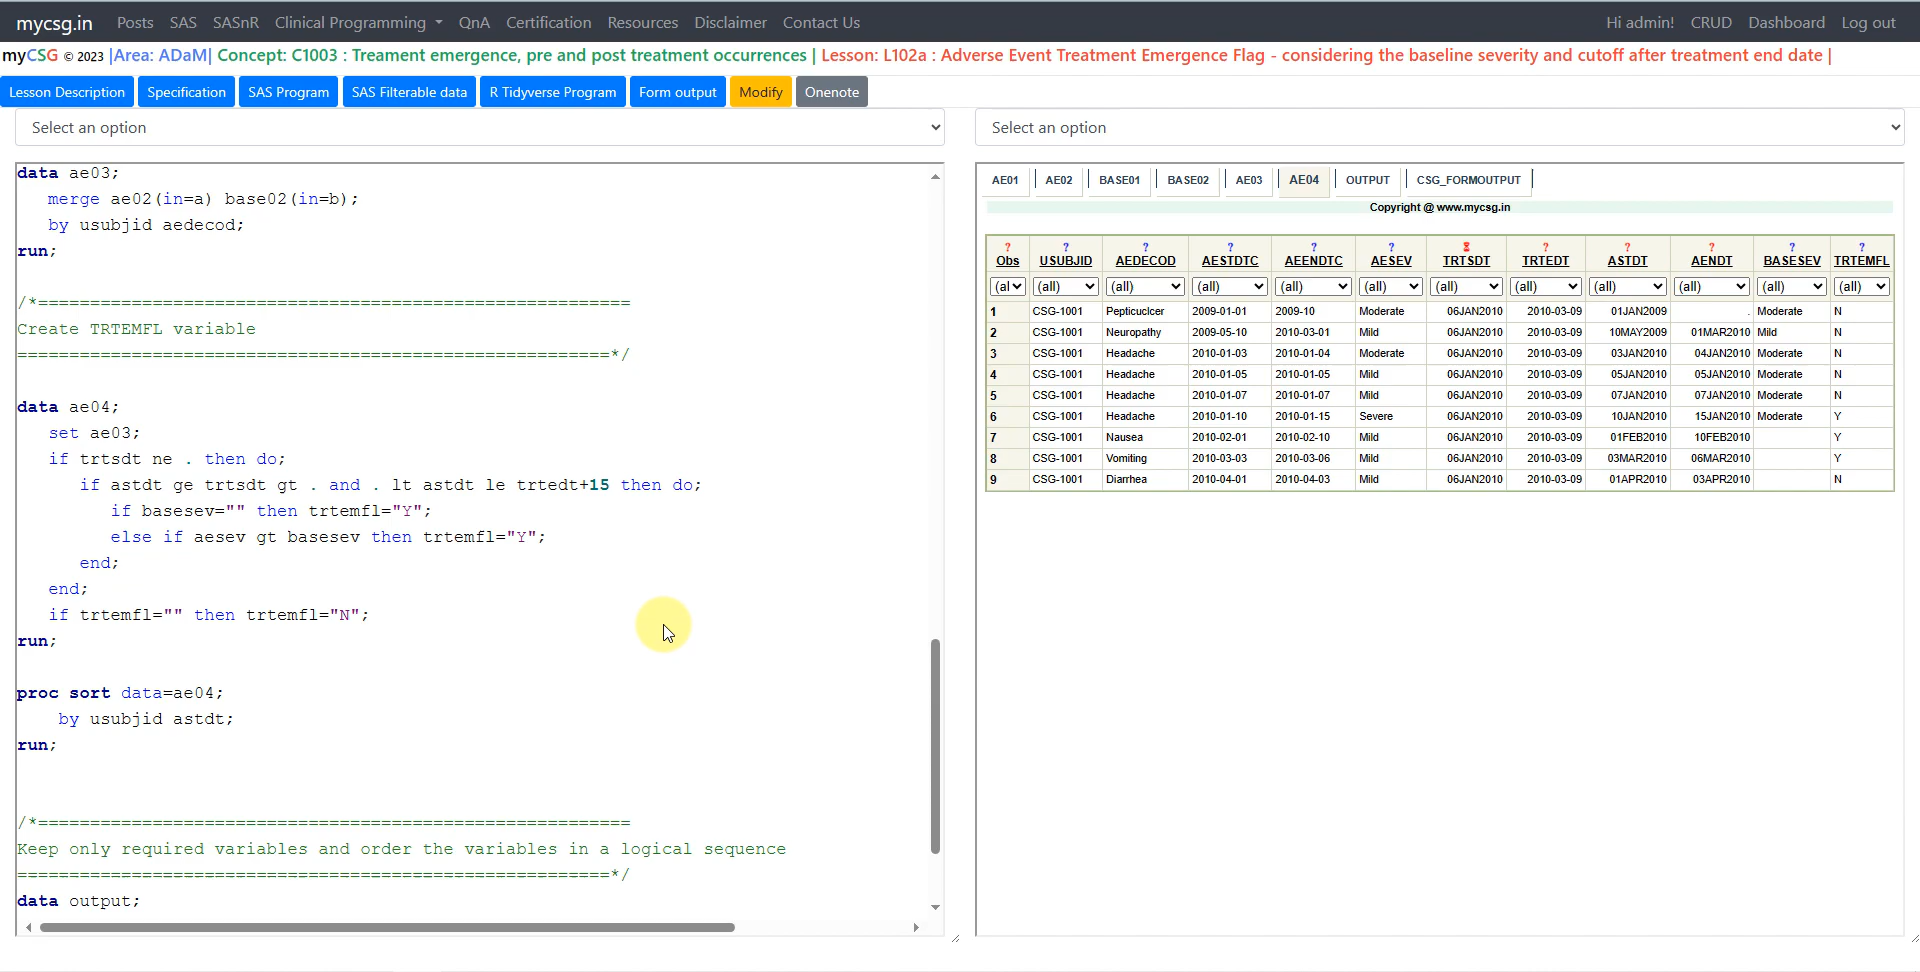 mycsg.in Posts SAS SASnR Clinical Programming QnA Certification Resources Disclaimer Contact Us Hi admin! CRUD Dashboard Log out
myCSG © 2023 |Area: ADaM| Concept: C1003 : Treament emergence, pre and post treatment occurrences | Lesson: L102a : Adverse Event Treatment Emergence Flag - considering the baseline severity and cutoff after treatment end date |
Lesson Description Specification SAS Program SAS Filterable data R Tidyverse Program Form output Modify Onenote
Select an option
data ae03;
merge ae02(in=a) base02(in=b);
by usubjid aedecod;
run;
/*=========================================================
Create TRTEMFL variable
=========================================================*/
data ae04;
set ae03;
if trtsdt ne . then do;
if astdt ge trtsdt gt . and . lt astdt le trtedt+15 then do;
if basesev="" then trtemfl="Y";
else if aesev gt basesev then trtemfl="Y";
end;
end;
if trtemfl="" then trtemfl="N";
run;
proc sort data=ae04;
by usubjid astdt;
run;
/*=========================================================
Keep only required variables and order the variables in a logical sequence
=========================================================*/
data output;
Select an option
AE01 AE02 BASE01 BASE02 AE03 AE04 OUTPUT CSG_FORMOUTPUT
Copyright @ www.mycsg.in
? ? ? ? ? ? ? ? ? ? ?
Obs USUBJID AEDECOD AESTDTC AEENDTC AESEV TRTSDT TRTEDT ASTDT AENDT BASESEV TRTEMFL
(al (all) (all) (all) (all) (all) (all) (all) (all) (all) (all) (all)
1 CSG-1001 Pepticuclcer 2009-01-01 2009-10 Moderate 06JAN2010 2010-03-09 01JAN2009 . Moderate N
2 CSG-1001 Neuropathy 2009-05-10 2010-03-01 Mild 06JAN2010 2010-03-09 10MAY2009 01MAR2010 Mild N
3 CSG-1001 Headache 2010-01-03 2010-01-04 Moderate 06JAN2010 2010-03-09 03JAN2010 04JAN2010 Moderate N
4 CSG-1001 Headache 2010-01-05 2010-01-05 Mild 06JAN2010 2010-03-09 05JAN2010 05JAN2010 Moderate N
5 CSG-1001 Headache 2010-01-07 2010-01-07 Mild 06JAN2010 2010-03-09 07JAN2010 07JAN2010 Moderate N
6 CSG-1001 Headache 2010-01-10 2010-01-15 Severe 06JAN2010 2010-03-09 10JAN2010 15JAN2010 Moderate Y
7 CSG-1001 Nausea 2010-02-01 2010-02-10 Mild 06JAN2010 2010-03-09 01FEB2010 10FEB2010 Y
8 CSG-1001 Vomiting 2010-03-03 2010-03-06 Mild 06JAN2010 2010-03-09 03MAR2010 06MAR2010 Y
9 CSG-1001 Diarrhea 2010-04-01 2010-04-03 Mild 06JAN2010 2010-03-09 01APR2010 03APR2010 N